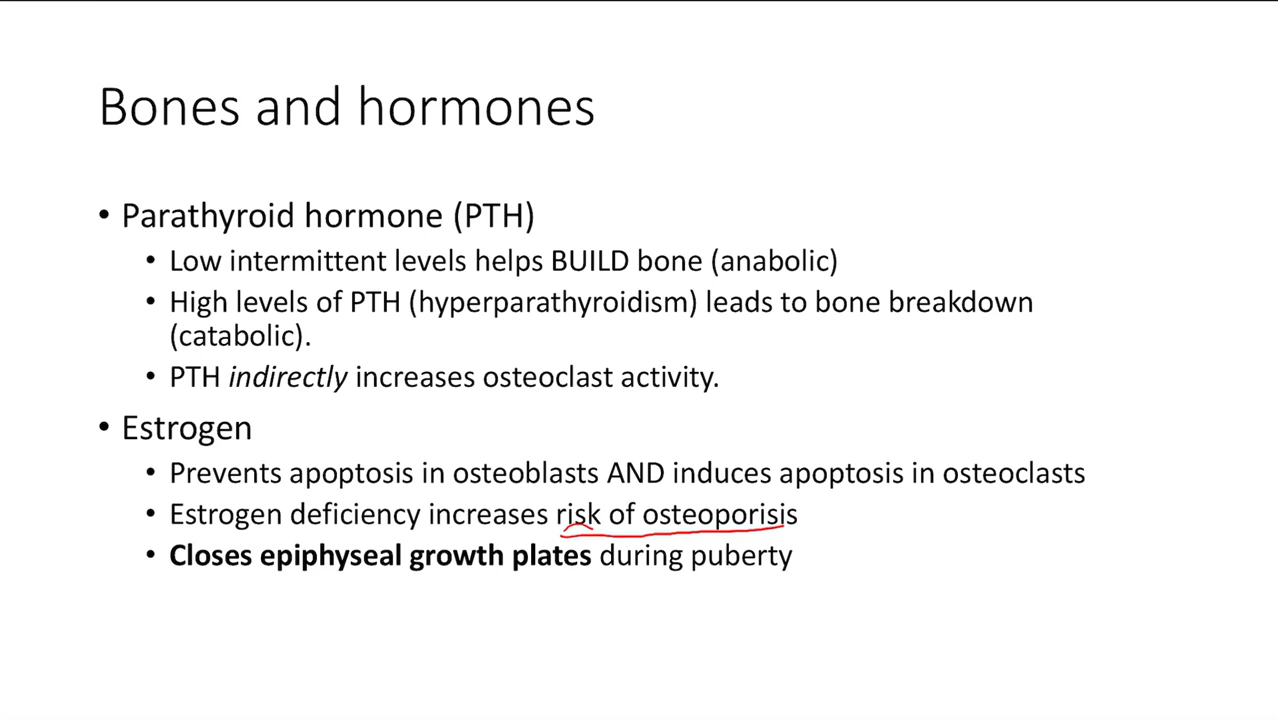 Bones and hormones
• Parathyroid hormone (PTH)
• Low intermittent levels helps BUILD bone (anabolic)
• High levels of PTH (hyperparathyroidism) leads to bone breakdown
(catabolic).
• PTH indirectly increases osteoclast activity.
• Estrogen
• Prevents apoptosis in osteoblasts AND induces apoptosis in osteoclasts
• Estrogen deficiency increases risk of osteoporisis
• Closes epiphyseal growth plates during puberty